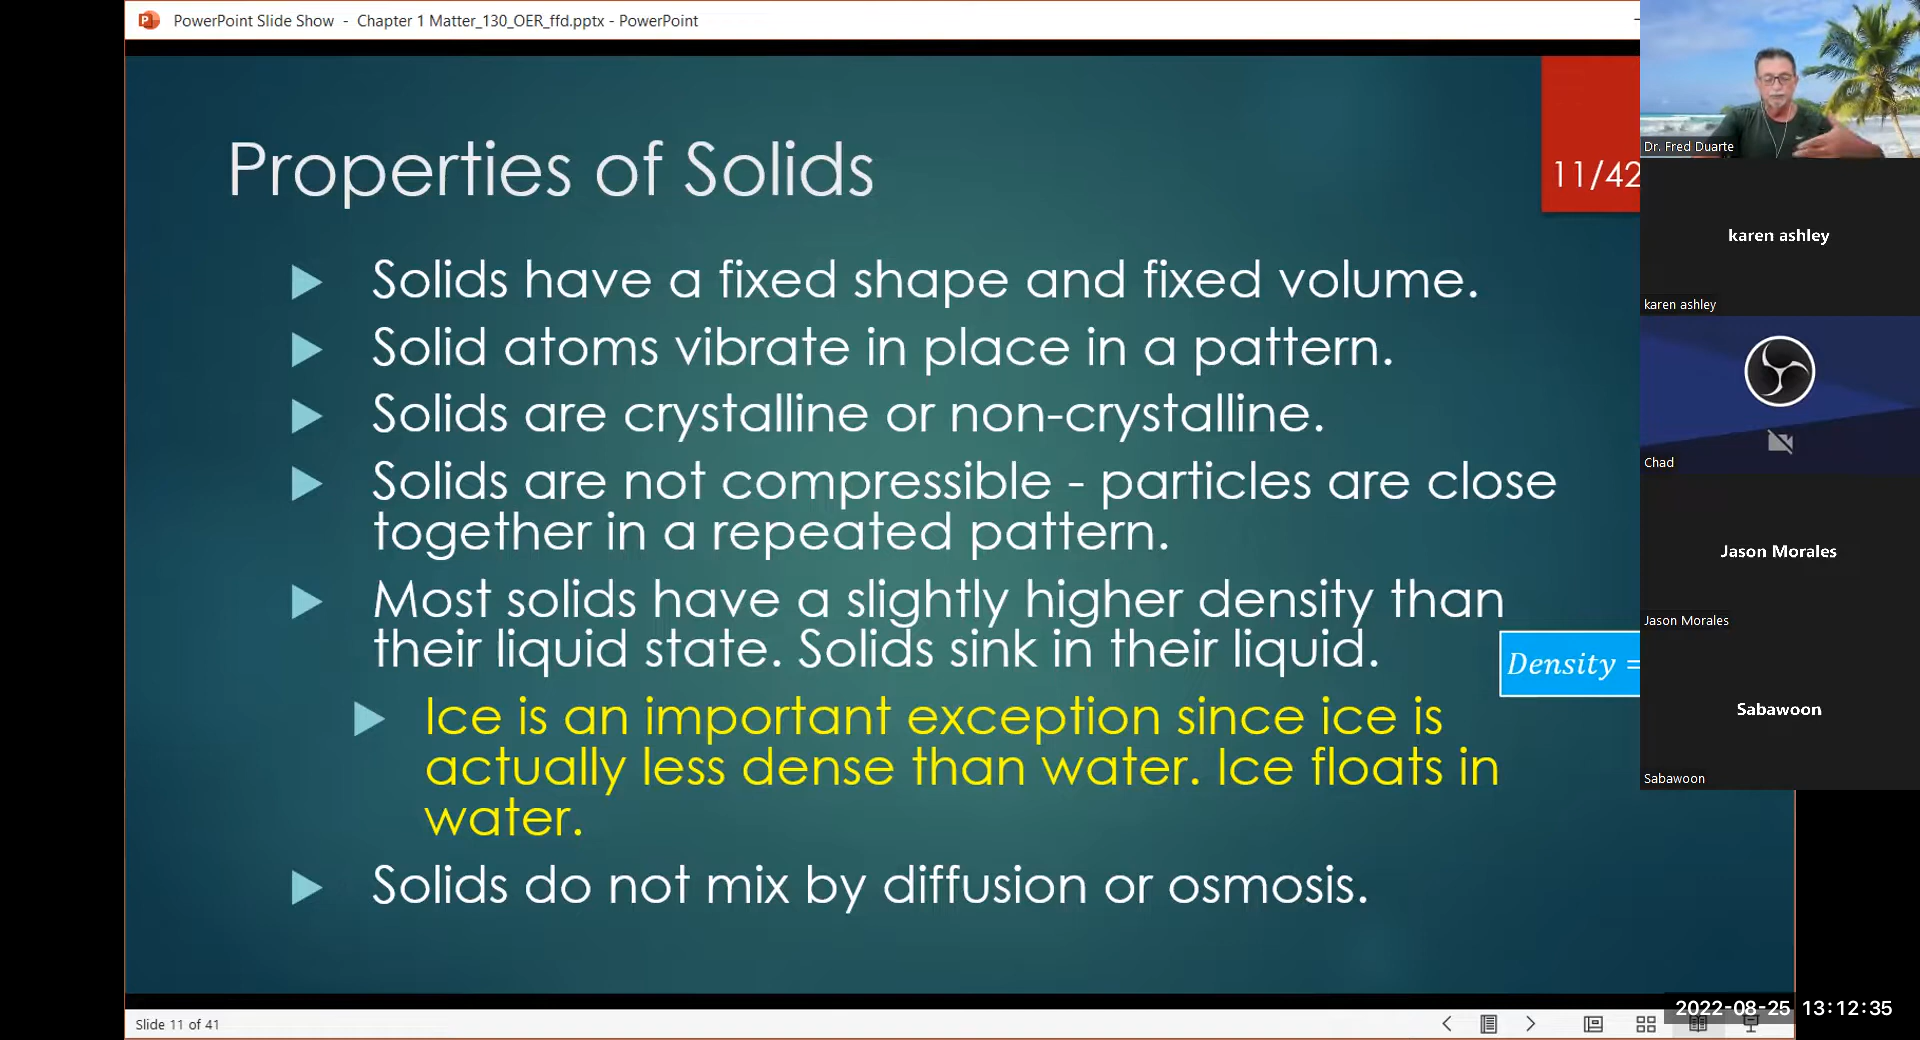 PowerPoint Slide Show - Chapter 1 Matter_130_OER_ffd.pptx - PowerPoint
Properties of Solids
11/42
Solids have a fixed shape and fixed volume.
Solid atoms vibrate in place in a pattern.
Solids are crystalline or non-crystalline.
Solids are not compressible - particles are close
together in a repeated pattern.
Most solids have a slightly higher density than
their liquid state. Solids sink in their liquid.
Density =
Ice is an important exception since ice is
actually less dense than water. Ice floats in
water.
Solids do not mix by diffusion or osmosis.
Dr. Fred Duarte
karen ashley
karen ashley
Chad
Jason Morales
Jason Morales
Sabawoon
Sabawoon
Slide 11 of 41
2022-08-25 13:12:35